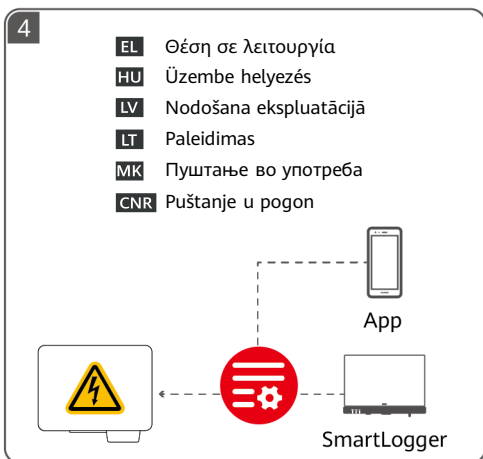 4
EL Θέση σε λειτουργία
HU Üzembe helyezés
LV Nodošana ekspluatācijā
LT Paleidimas
MK Пуштање во употреба
CNR Puštanje u pogon
App
SmartLogger